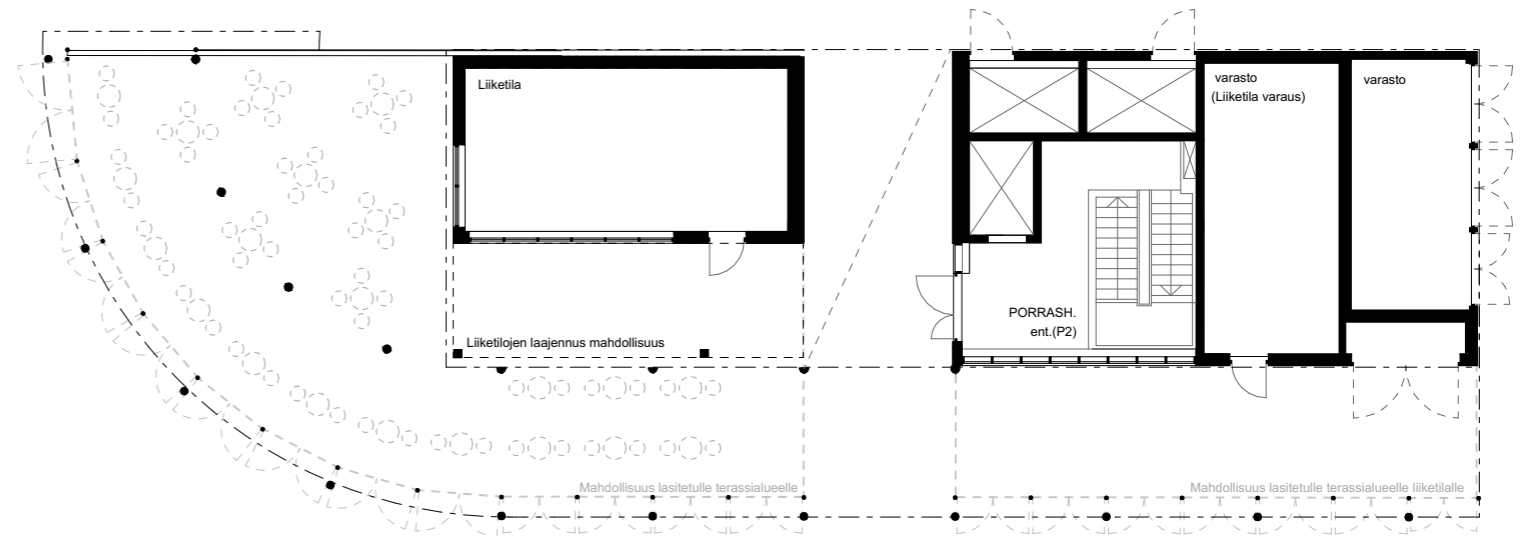 Liiketila
varasto
(Liiketila varaus)
varasto
PORRASH.
ent.(P2)
Liiketilojen laajennus mahdollisuus
Mahdollisuus lasitetulle terassialueelle
Mahdollisuus lasitetulle terassialueelle liiketilalle